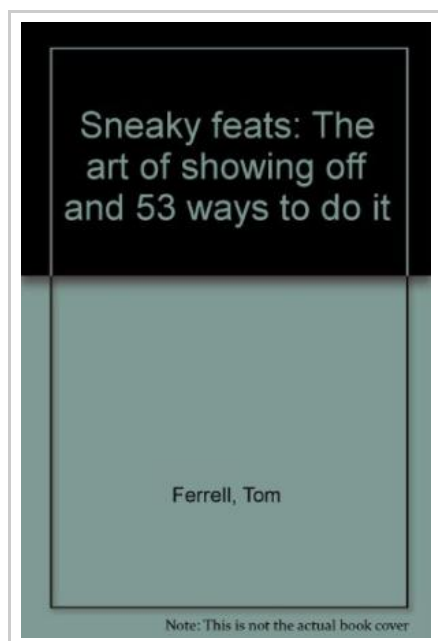 Sneaky feats: The
art of showing off
and 53 ways to do it
Ferrell, Tom
Note: This is not the actual book cover